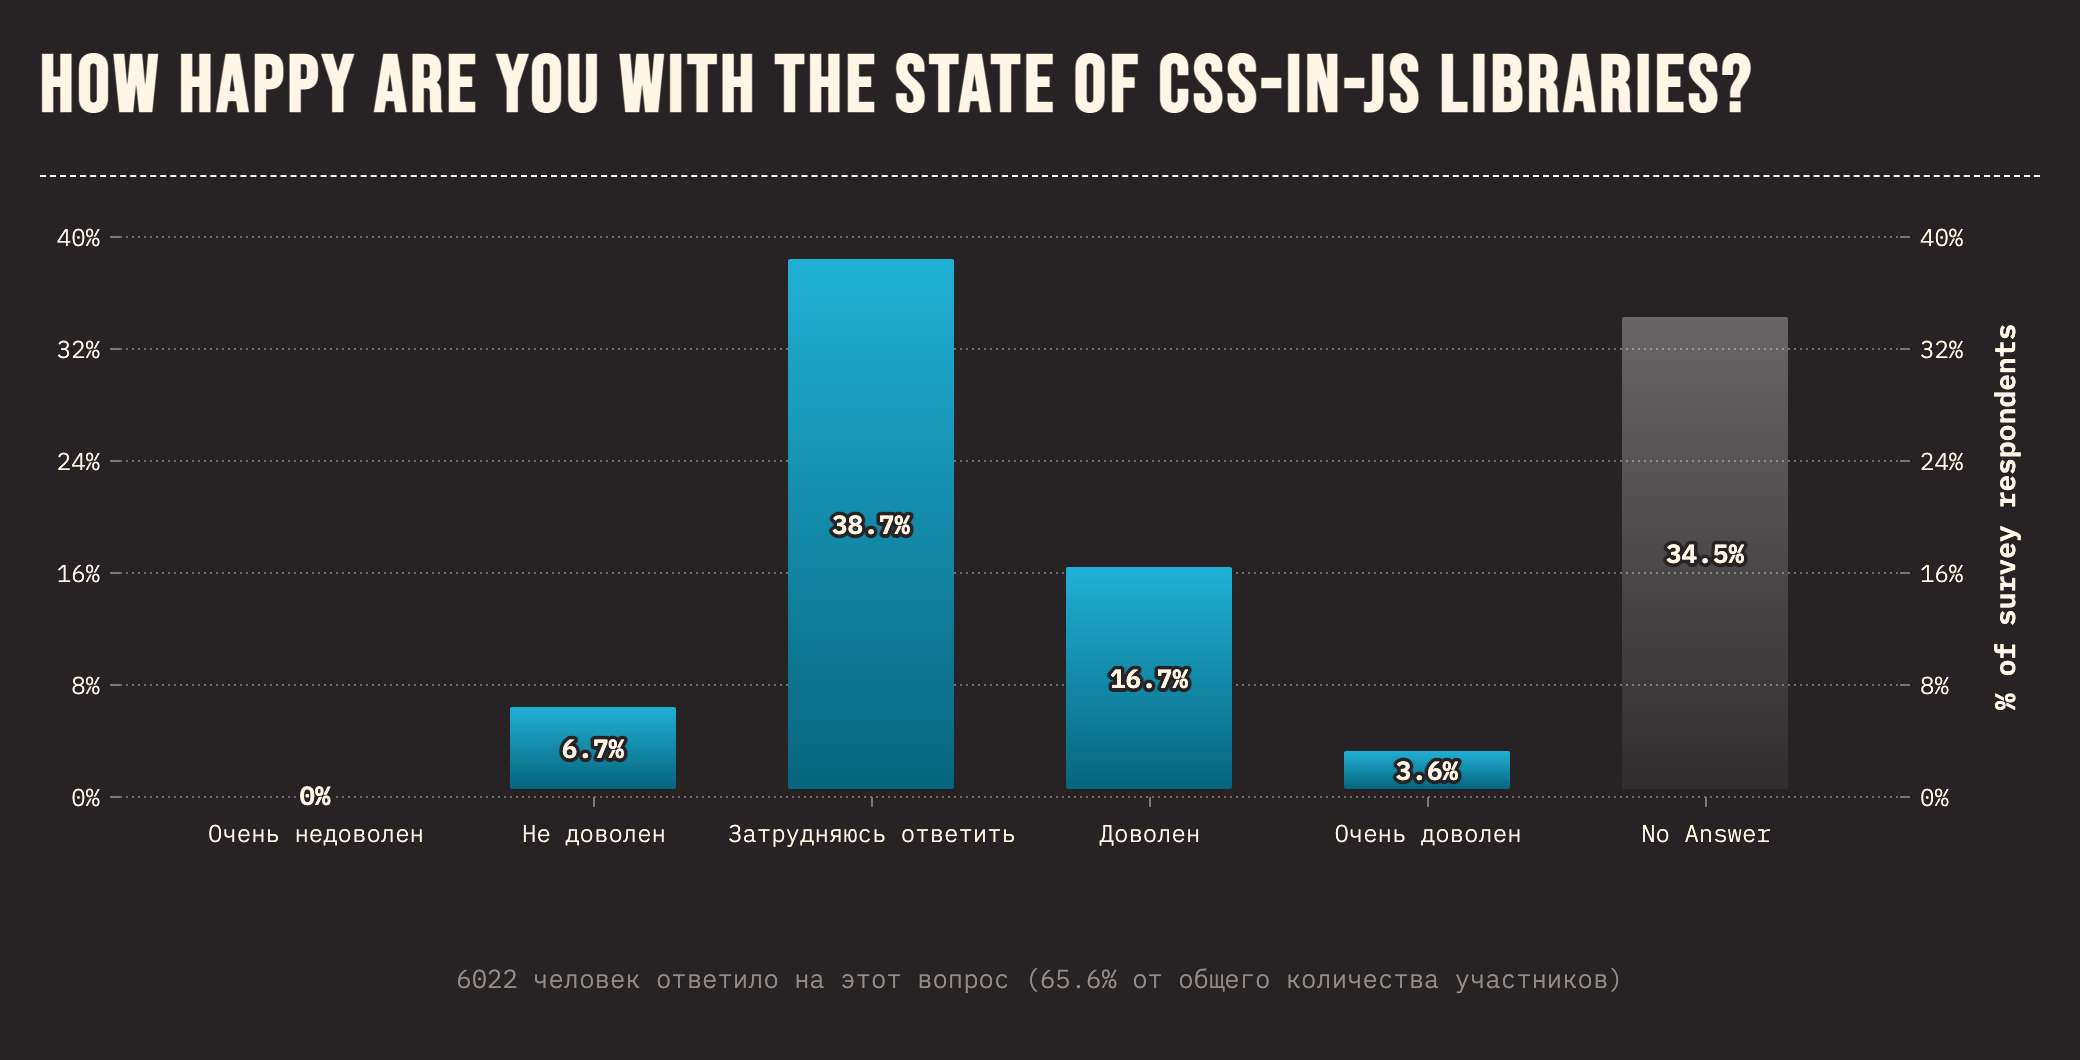 HOW HAPPY ARE YOU WITH THE STATE OF CSS-IN-JS LIBRARIES?
40%
32%
24%
16%
8%
0%
0%
6.7%
38.7%
16.7%
3.6%
34.5%
40%
32%
24%
16%
8%
0%
% of survey respondents
Очень недоволен
Не доволен
Затрудняюсь ответить
Доволен
Очень доволен
No Answer
6022 человек ответило на этот вопрос (65.6% от общего количества участников)